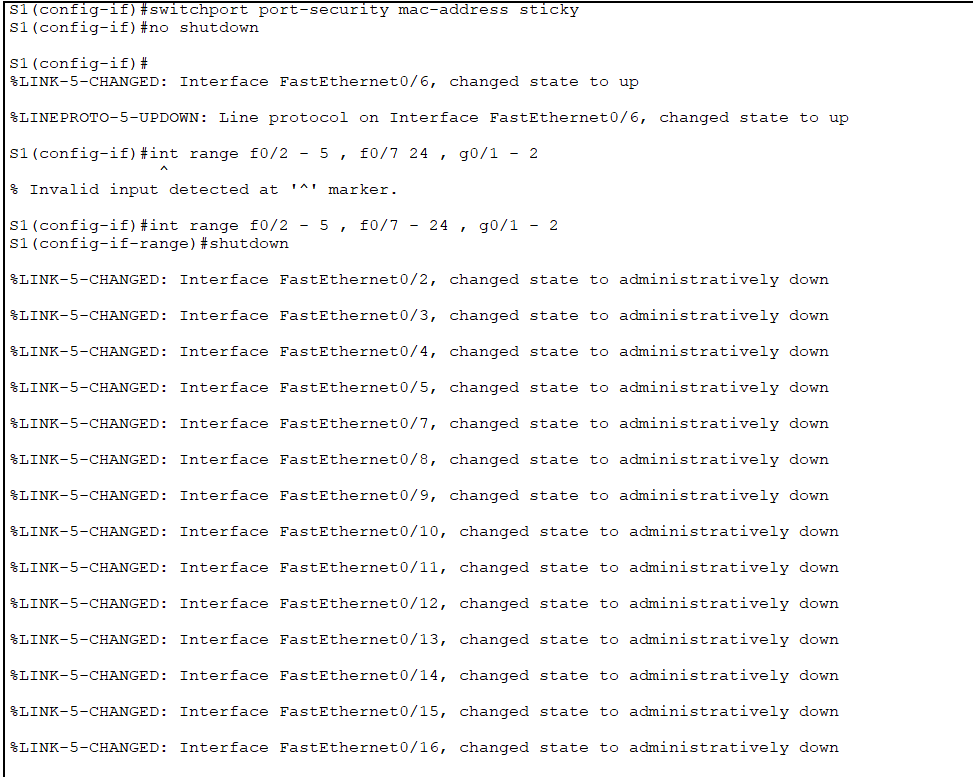 S1(config-if)#switchport port-security mac-address sticky
S1(config-if)#no shutdown
S1(config-if)#
%LINK-5-CHANGED: Interface FastEthernet0/6, changed state to up
%LINEPROTO-5-UPDOWN: Line protocol on Interface FastEthernet0/6, changed state to up
S1(config-if)#int range f0/2 - 5 , f0/7 24 , g0/1 - 2
^
% Invalid input detected at '^' marker.
S1(config-if)#int range f0/2 - 5 , f0/7 - 24 , g0/1 - 2
S1(config-if-range)#shutdown
%LINK-5-CHANGED: Interface FastEthernet0/2, changed state to administratively down
%LINK-5-CHANGED: Interface FastEthernet0/3, changed state to administratively down
%LINK-5-CHANGED: Interface FastEthernet0/4, changed state to administratively down
%LINK-5-CHANGED: Interface FastEthernet0/5, changed state to administratively down
%LINK-5-CHANGED: Interface FastEthernet0/7, changed state to administratively down
%LINK-5-CHANGED: Interface FastEthernet0/8, changed state to administratively down
%LINK-5-CHANGED: Interface FastEthernet0/9, changed state to administratively down
%LINK-5-CHANGED: Interface FastEthernet0/10, changed state to administratively down
%LINK-5-CHANGED: Interface FastEthernet0/11, changed state to administratively down
%LINK-5-CHANGED: Interface FastEthernet0/12, changed state to administratively down
%LINK-5-CHANGED: Interface FastEthernet0/13, changed state to administratively down
%LINK-5-CHANGED: Interface FastEthernet0/14, changed state to administratively down
%LINK-5-CHANGED: Interface FastEthernet0/15, changed state to administratively down
%LINK-5-CHANGED: Interface FastEthernet0/16, changed state to administratively down